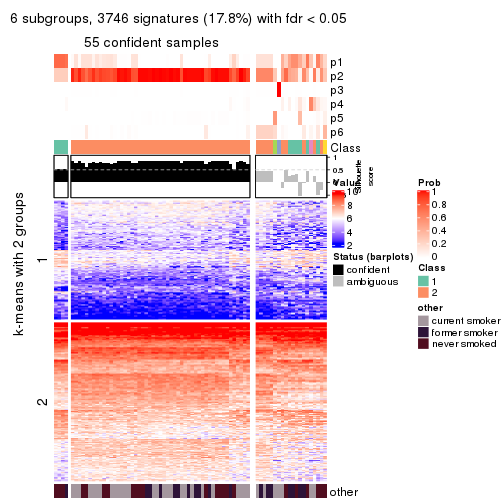 6 subgroups, 3746 signatures (17.8%) with fdr < 0.05
55 confident samples
p1
p2
p3
p4
p5
p6
Class
1
0.5
0
Silhouette
score
k-means with 2 groups
1
2
other
Value
10
8
6
4
2
Status (barplots)
confident
ambiguous
Prob
1
0.8
0.6
0.4
0.2
0
Class
1
2
other
current smoker
former smoker
never smoked